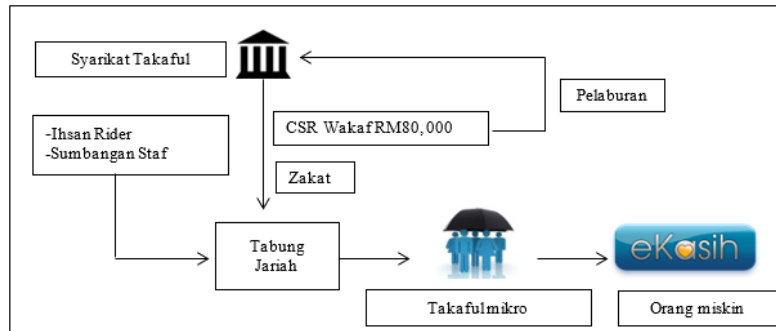 Syarikat Takaful
Pelaburan
-Ihsan Rider
-Sumbangan Staf
CSR Wakaf RM80,000
Zakat
Tabung
Jariah
eKasih
Takafulmikro
Orang miskin